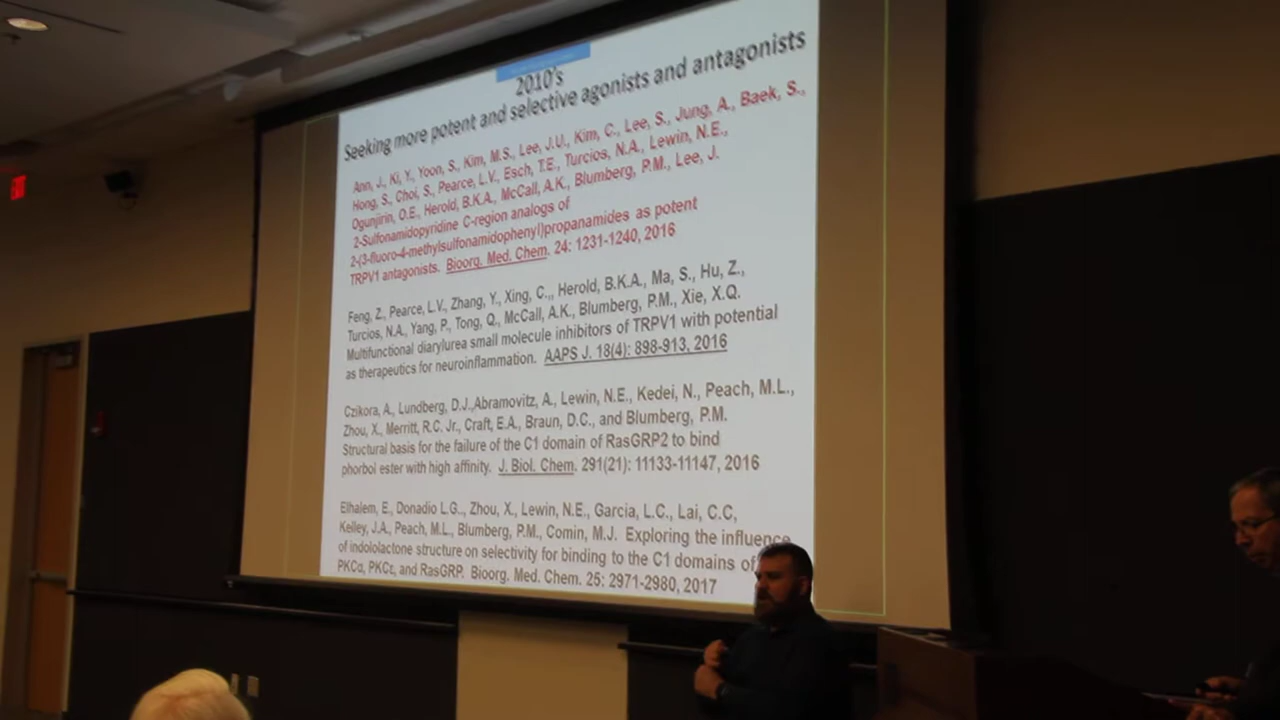 2010's
Seeking more potent and selective agonists and antagonists
Ann, J., Ki, Y., Yoon, S., Kim, M.S., Lee, J.U., Kim, C., Lee, S., Jung, A., Baek, S.,
Hong, S., Choi, S., Pearce, L.V., Esch, T.E., Turcios, N.A., Lewin, N.E.,
Ogunjirin, O.E., Herold, B.K.A., McCall, A.K., Blumberg, P.M., Lee, J.
2-Sulfonamidopyridine C-region analogs of
2-(3-fluoro-4-methylsulfonamidophenyl)propanamides as potent
TRPV1 antagonists. Bioorg. Med. Chem. 24: 1231-1240, 2016
Feng, Z., Pearce, L.V., Zhang, Y., Xing, C.,, Herold, B.K.A., Ma, S., Hu, Z.,
Turcios, N.A., Yang, P., Tong, Q., McCall, A.K., Blumberg, P.M., Xie, X.Q.
Multifunctional diarylurea small molecule inhibitors of TRPV1 with potential
as therapeutics for neuroinflammation. AAPS J. 18(4): 898-913, 2016
Czikora, A., Lundberg, D.J.,Abramovitz, A., Lewin, N.E., Kedei, N., Peach, M.L.,
Zhou, X., Merritt, R.C. Jr., Craft, E.A., Braun, D.C., and Blumberg, P.M.
Structural basis for the failure of the C1 domain of RasGRP2 to bind
phorbol ester with high affinity. J. Biol. Chem. 291(21): 11133-11147, 2016
Elhalem, E., Donadio L.G., Zhou, X., Lewin, N.E., Garcia, L.C., Lai, C.C,
Kelley, J.A., Peach, M.L., Blumberg, P.M., Comin, M.J. Exploring the influence
of indololactone structure on selectivity for binding to the C1 domains of
PKCα, PKCε, and RasGRP. Bioorg. Med. Chem. 25: 2971-2980, 2017